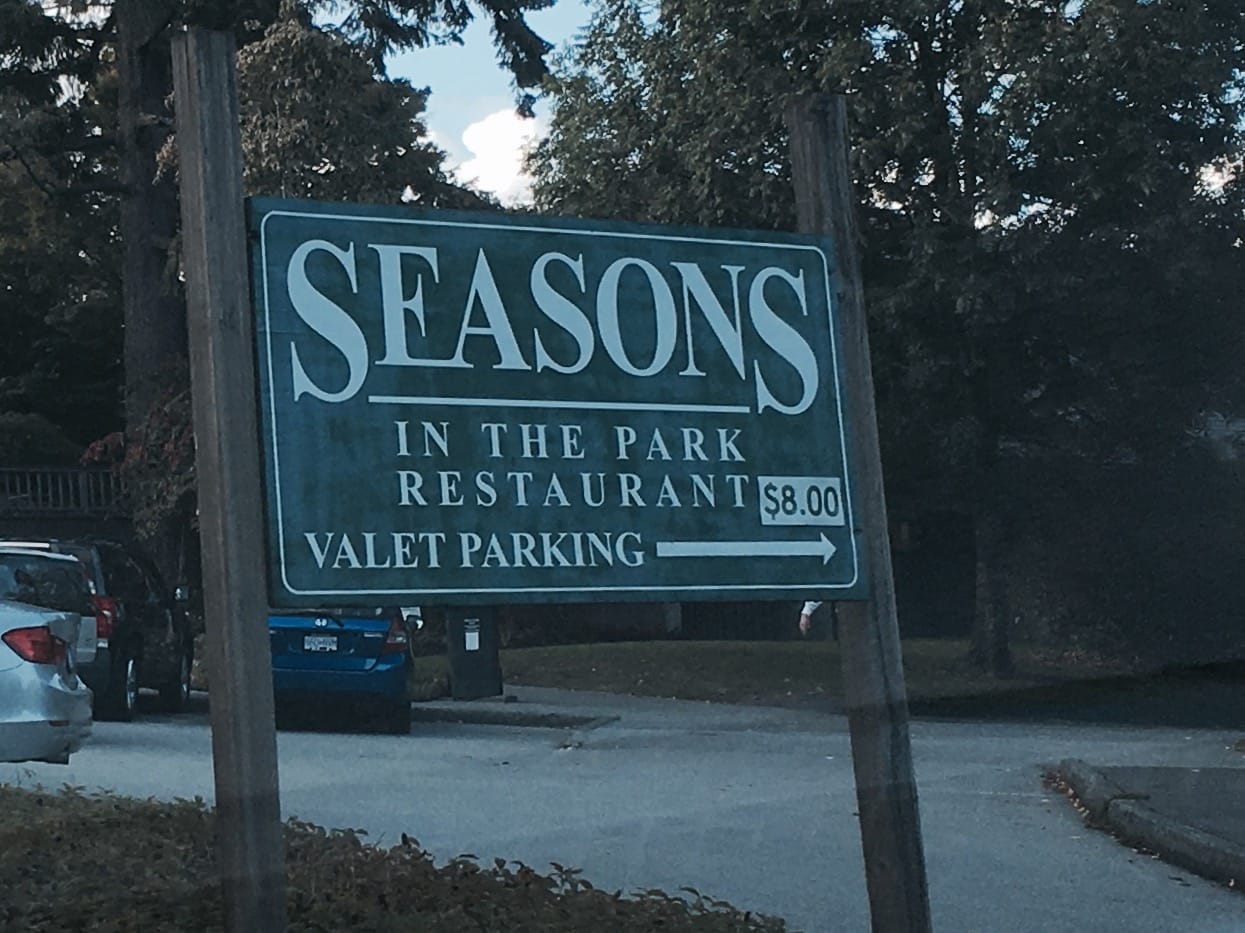 SEASONS
IN THE PARK
RESTAURANT
$8.00
VALET PARKING